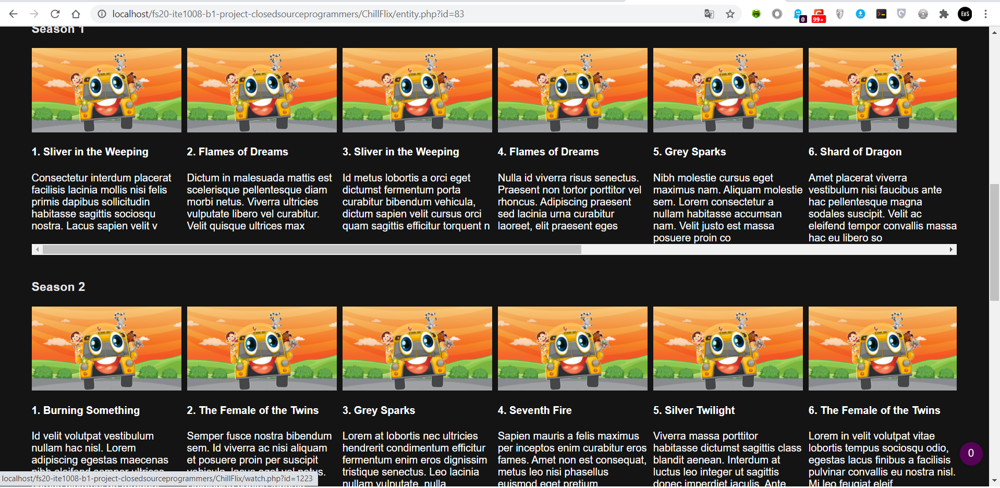 localhost/fs20-ite1008-b1-project-closedsourceprogrammers/ChillFlix/entity.php?id=83
0
99+
EUS
Season 1
1. Sliver in the Weeping
Consectetur interdum placerat
facilisis lacinia mollis nisi felis
primis dapibus sollicitudin
habitasse sagittis sociosqu
nostra. Lacus sapien velit v
2. Flames of Dreams
Dictum in malesuada mattis est
scelerisque pellentesque diam
morbi netus. Viverra ultricies
vulputate libero vel curabitur.
Velit quisque ultrices max
3. Sliver in the Weeping
Id metus lobortis a orci eget
dictumst fermentum porta
curabitur bibendum vehicula,
dictum sapien velit cursus orci
quam sagittis efficitur torquent n
4. Flames of Dreams
Nulla id viverra risus senectus.
Praesent non tortor porttitor vel
rhoncus. Adipiscing praesent
sed lacinia urna curabitur
laoreet, elit praesent eges
5. Grey Sparks
Nibh molestie cursus eget
maximus nam. Aliquam molestie
sem. Lorem consectetur a
nullam habitasse accumsan
nam. Velit justo est massa
posuere proin co
6. Shard of Dragon
Amet placerat viverra
vestibulum nisi faucibus ante
hac pellentesque magna
sodales suscipit. Velit ac
eleifend tempor convallis massa
hac eu libero so
Season 2
1. Burning Something
Id velit volutpat vestibulum
nullam hac nisl. Lorem
adipiscing egestas maecenas
nibh eleifend semper ultrices
2. The Female of the Twins
Semper fusce nostra bibendum
sem. Id viverra ac nisi aliquam
et posuere proin per suscipit
vehicula, lacus eget vel netus.
3. Grey Sparks
Lorem at lobortis nec ultricies
hendrerit condimentum efficitur
fermentum enim eros dignissim
tristique senectus. Leo lacinia
nullam vulputate, nulla
4. Seventh Fire
Sapien mauris a felis maximus
per inceptos enim curabitur eros
fames. Amet non est consequat,
metus leo nisi phasellus
euismod eget pretium
5. Silver Twilight
Viverra massa porttitor
habitasse dictumst sagittis class
blandit aenean. Interdum at
luctus leo integer ut sagittis
donec imperdiet iaculis. Ante
6. The Female of the Twins
Lorem in velit volutpat vitae
lobortis tempus sociosqu odio,
egestas lacus finibus a facilisis
pulvinar convallis eu nostra nisl.
Mi leo feugiat eleif
0
localhost/fs20-ite1008-b1-project-closedsourceprogrammers/ChillFlix/watch.php?id=1223